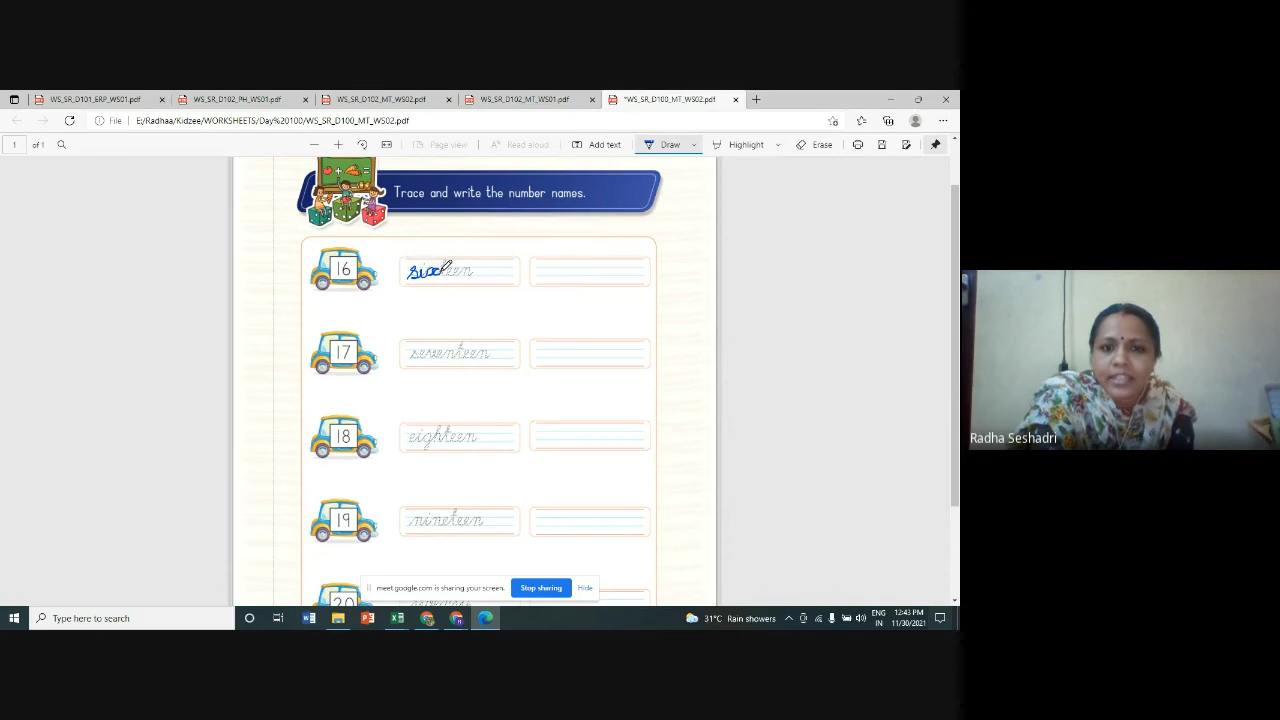 WS_SR_D101_ERP_WS01.pdf
WS_SR_D102_PH_WS01.pdf
WS_SR_D102_MT_WS02.pdf
WS_SR_D102_MT_WS01.pdf
*WS_SR_D100_MT_WS02.pdf
File
E:/Radhaa/Kidzee/WORKSHEETS/Day%20100/WS_SR_D100_MT_WS02.pdf
1 of 1
Page view
Read aloud
Add text
Draw
Highlight
Erase
Trace and write the number names.
16 sixteen
17 seventeen
18 eighteen
19 nineteen
20
meet.google.com is sharing your screen.
Stop sharing
Hide
Radha Seshadri
Type here to search
31°C Rain showers
ENG
IN
12:43 PM
11/30/2021